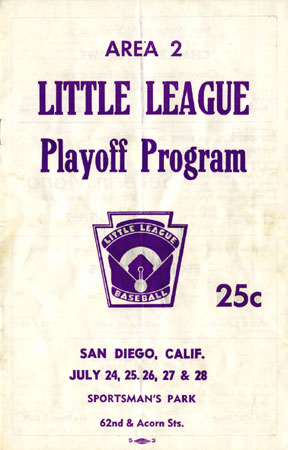 AREA 2
LITTLE LEAGUE
Playoff Program
LITTLE LEAGUE
BASEBALL
25c
SAN DIEGO, CALIF.
JULY 24, 25, 26, 27 & 28
SPORTSMAN'S PARK
62nd & Acorn Sts.